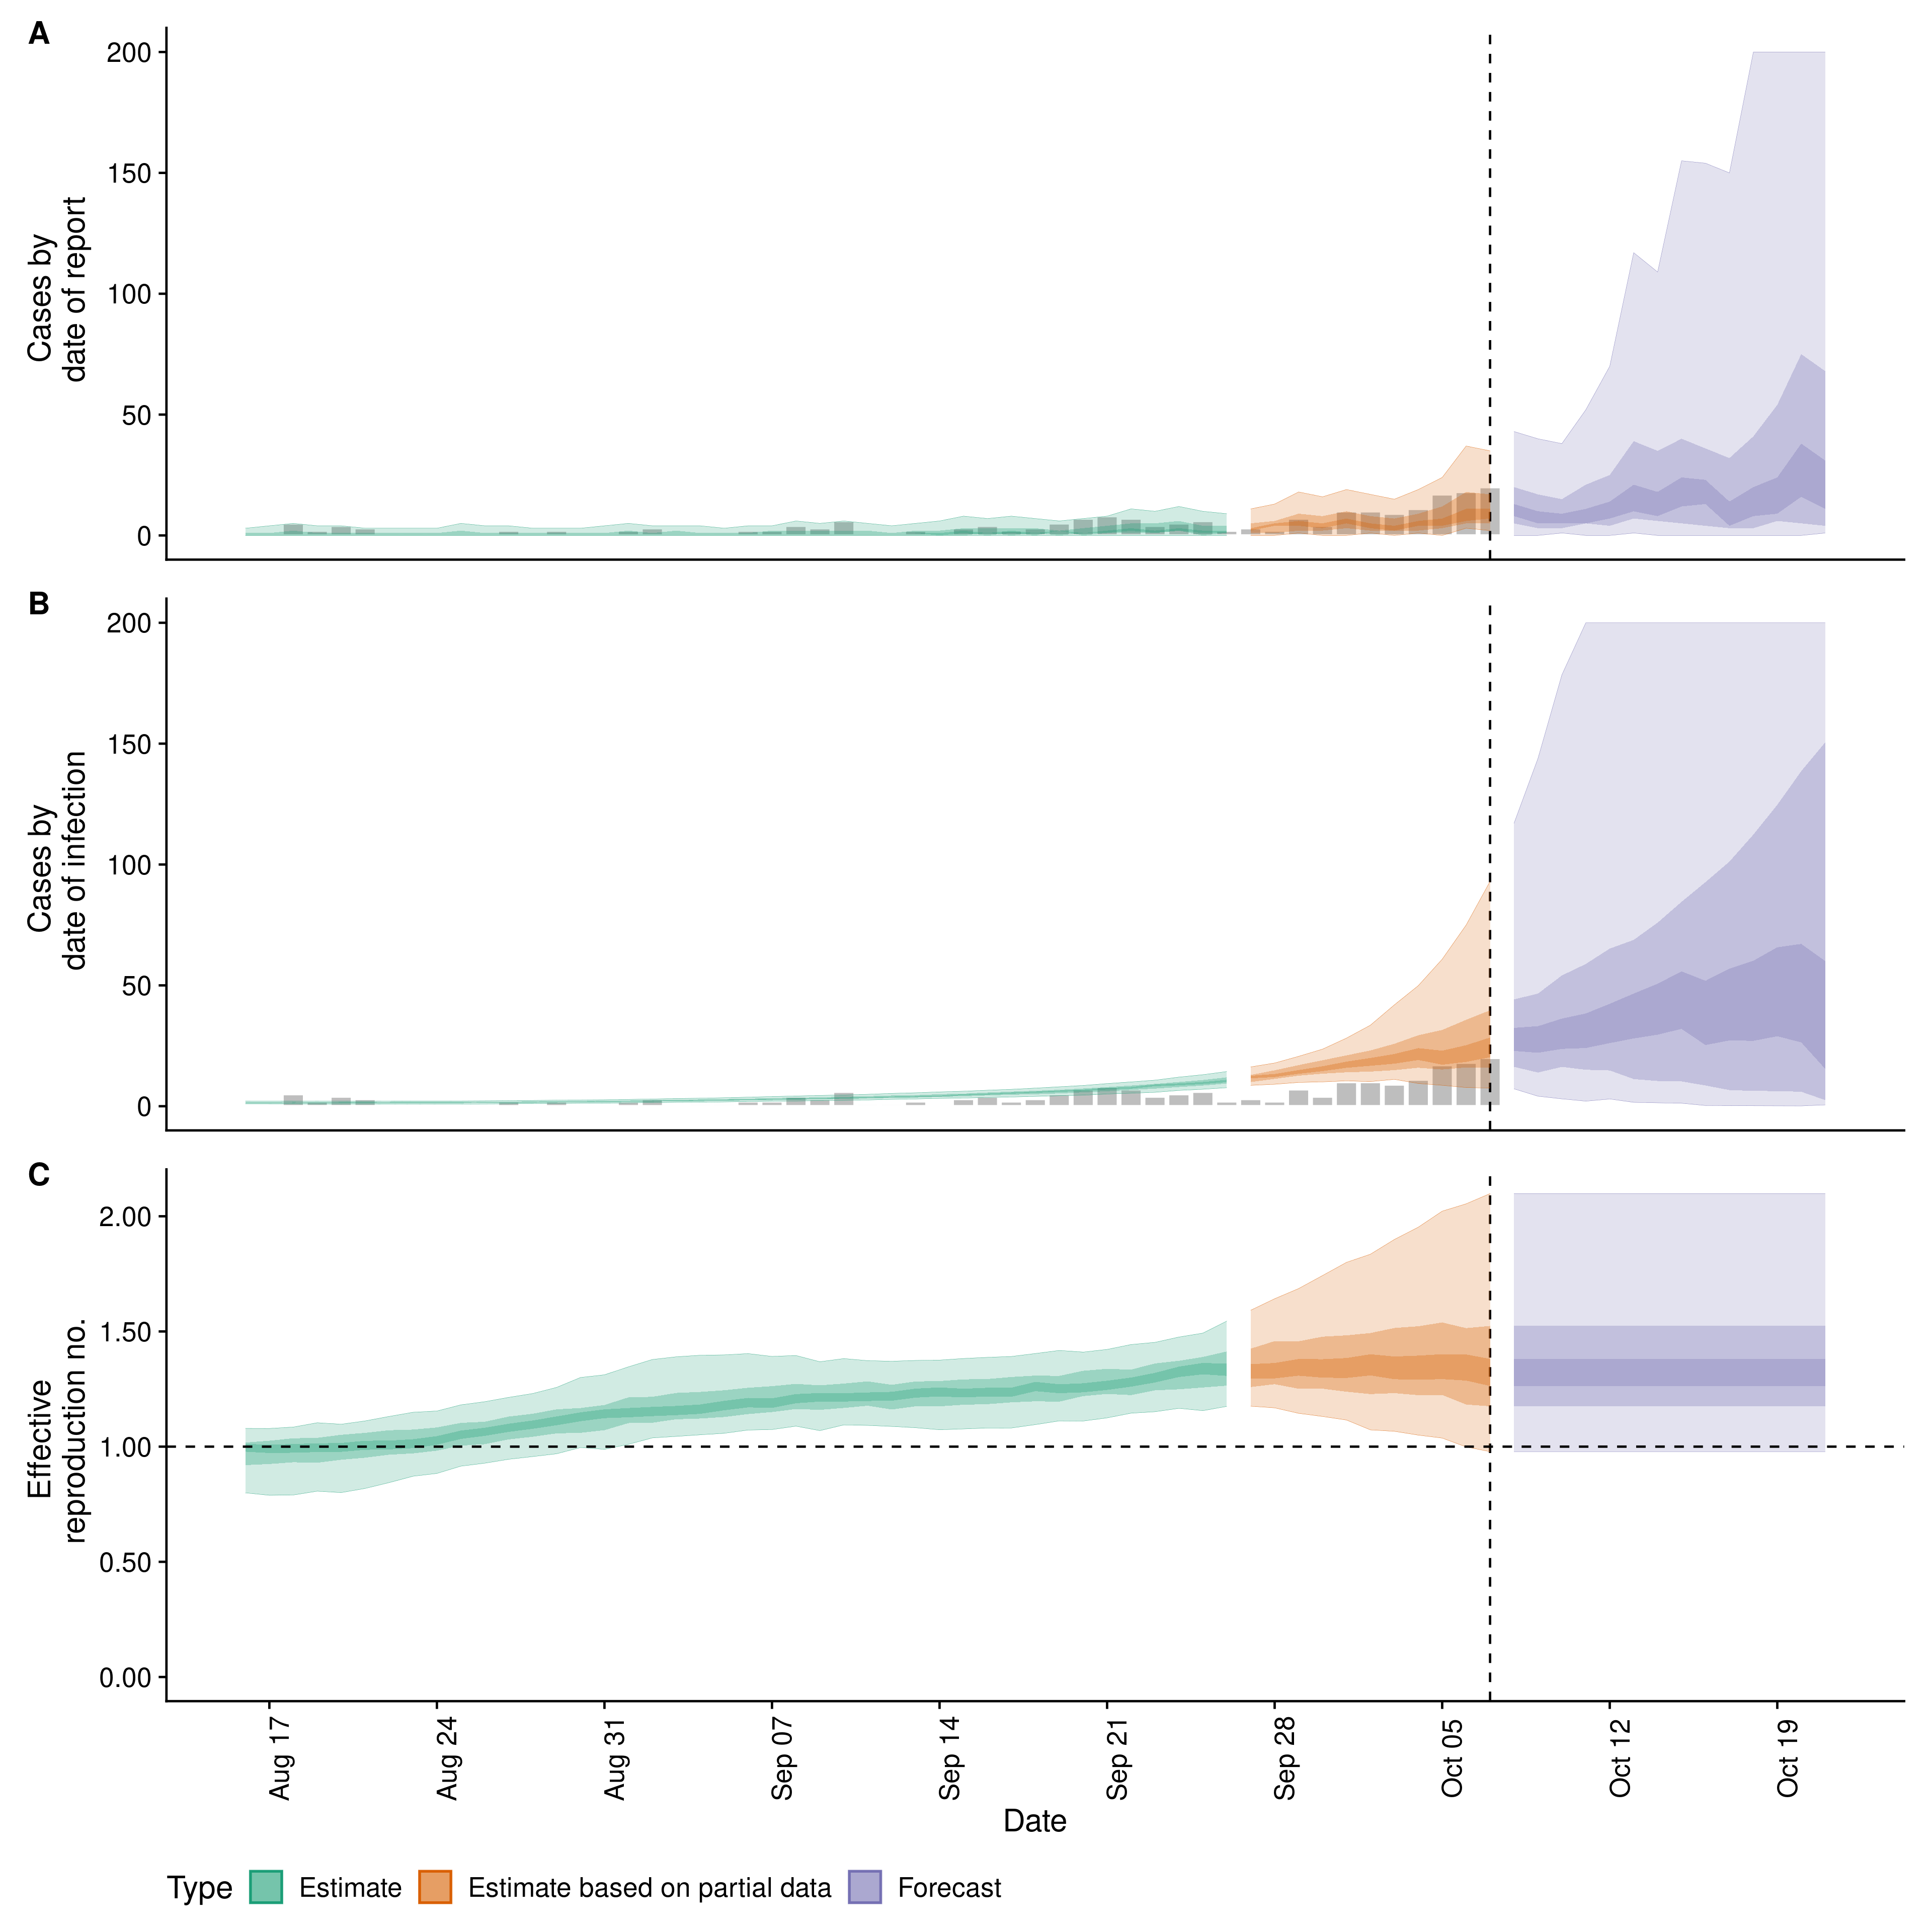 A
Cases by
date of report
200
150
100
50
0
B
Cases by
date of infection
200
150
100
50
0
C
Effective
reproduction no.
2.00
1.50
1.00
0.50
0.00
Aug 17
Aug 24
Aug 31
Sep 07
Sep 14
Sep 21
Sep 28
Oct 05
Oct 12
Oct 19
Date
Type Estimate Estimate based on partial data Forecast